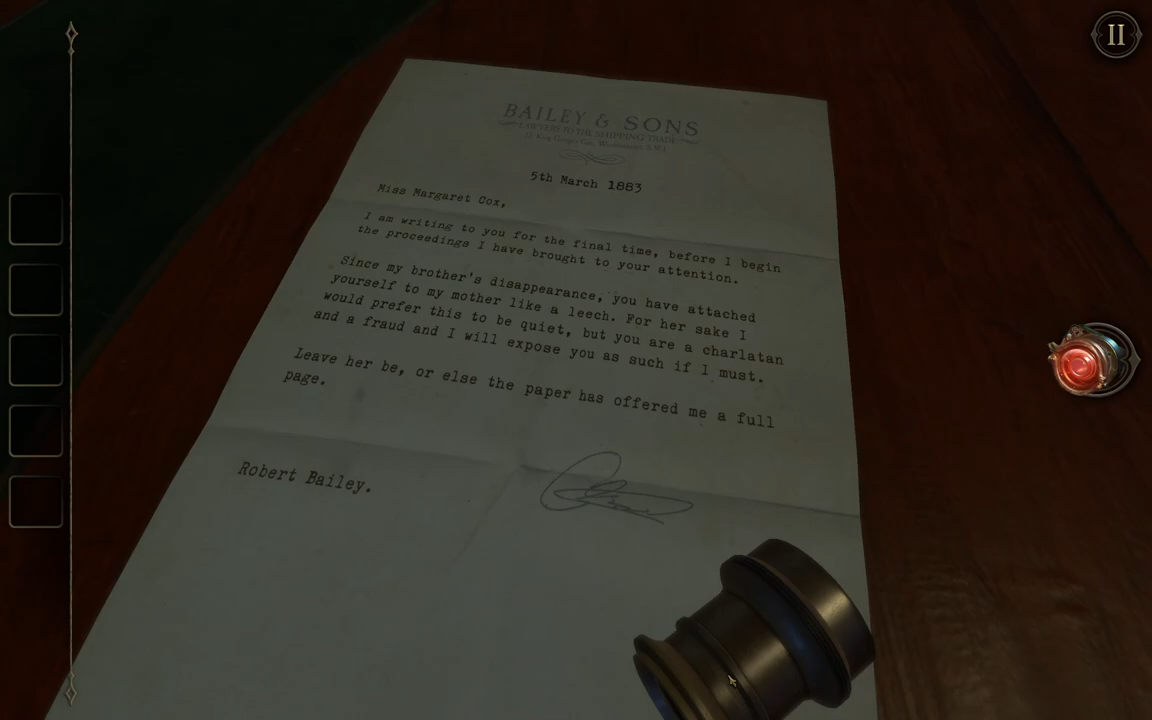 BAILEY & SONS
LAWYERS TO THE SHIPPING TRADE
5th March 1883
Miss Margaret Cox,
I am writing to you for the final time, before I begin
the proceedings I have brought to your attention.
Since my brother's disappearance, you have attached
yourself to my mother like a leech. For her sake I
would prefer this to be quiet, but you are a charlatan
and a fraud and I will expose you as such if I must.
Leave her be, or else the paper has offered me a full
page.
Robert Bailey.